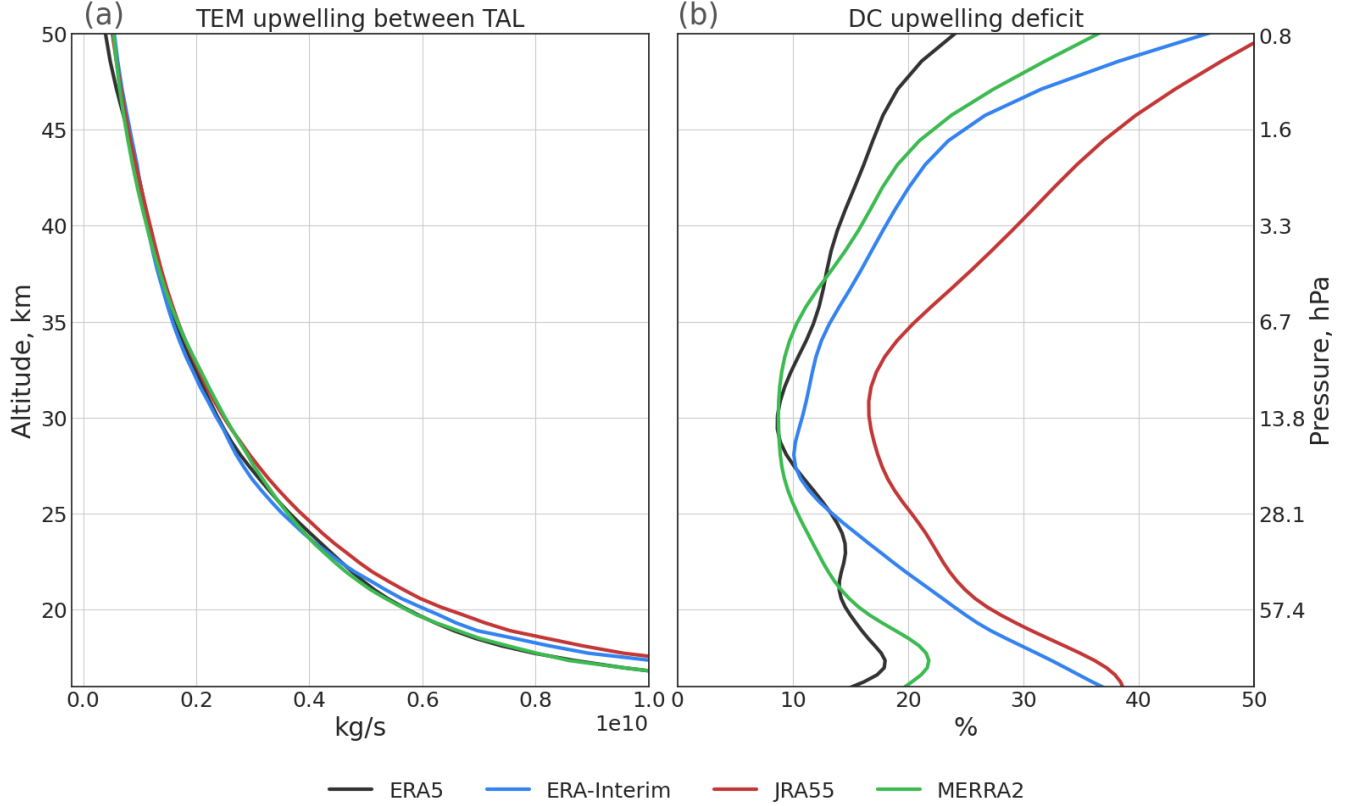 (a) TEM upwelling between TAL
50
45
40
35
30
25
20
Altitude, km
0.0 0.2 0.4 0.6 0.8 1.0
1e10
kg/s
(b) DC upwelling deficit
0.8
1.6
3.3
6.7
13.8
28.1
57.4
Pressure, hPa
0 10 20 30 40 50
%
ERA5 ERA-Interim JRA55 MERRA2